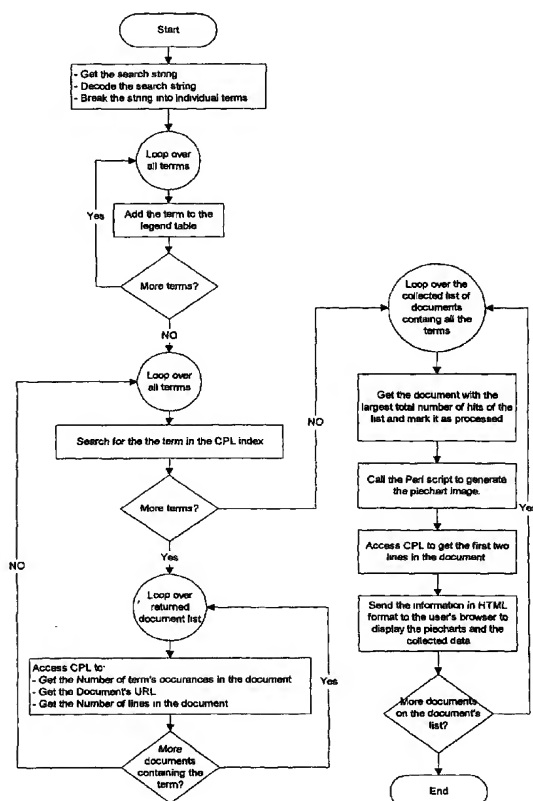 Start
- Get the search string
- Decode the search string
- Break the string into individual terms
Loop over
all terms
Yes
Add the term to the
legend table
More terms?
NO
Loop over
all terms
Search for the the term in the CPL index
More terms?
NO
Yes
NO
Loop over
returned
document list
Access CPL to:
- Get the Number of term's occurances in the document
- Get the Document's URL
- Get the Number of lines in the document
Yes
More
documents
containing the
term?
Loop over the
collected list of
documents
containg all the
terms
Get the document with the
largest total number of hits of the
list and mark it as processed
Call the Perl script to generate
the piechart image.
Yes
Access CPL to get the first two
lines in the document
Send the information in HTML
format to the user's browser to
display the piecharts and the
collected data
More documents
on the document's
list?
End